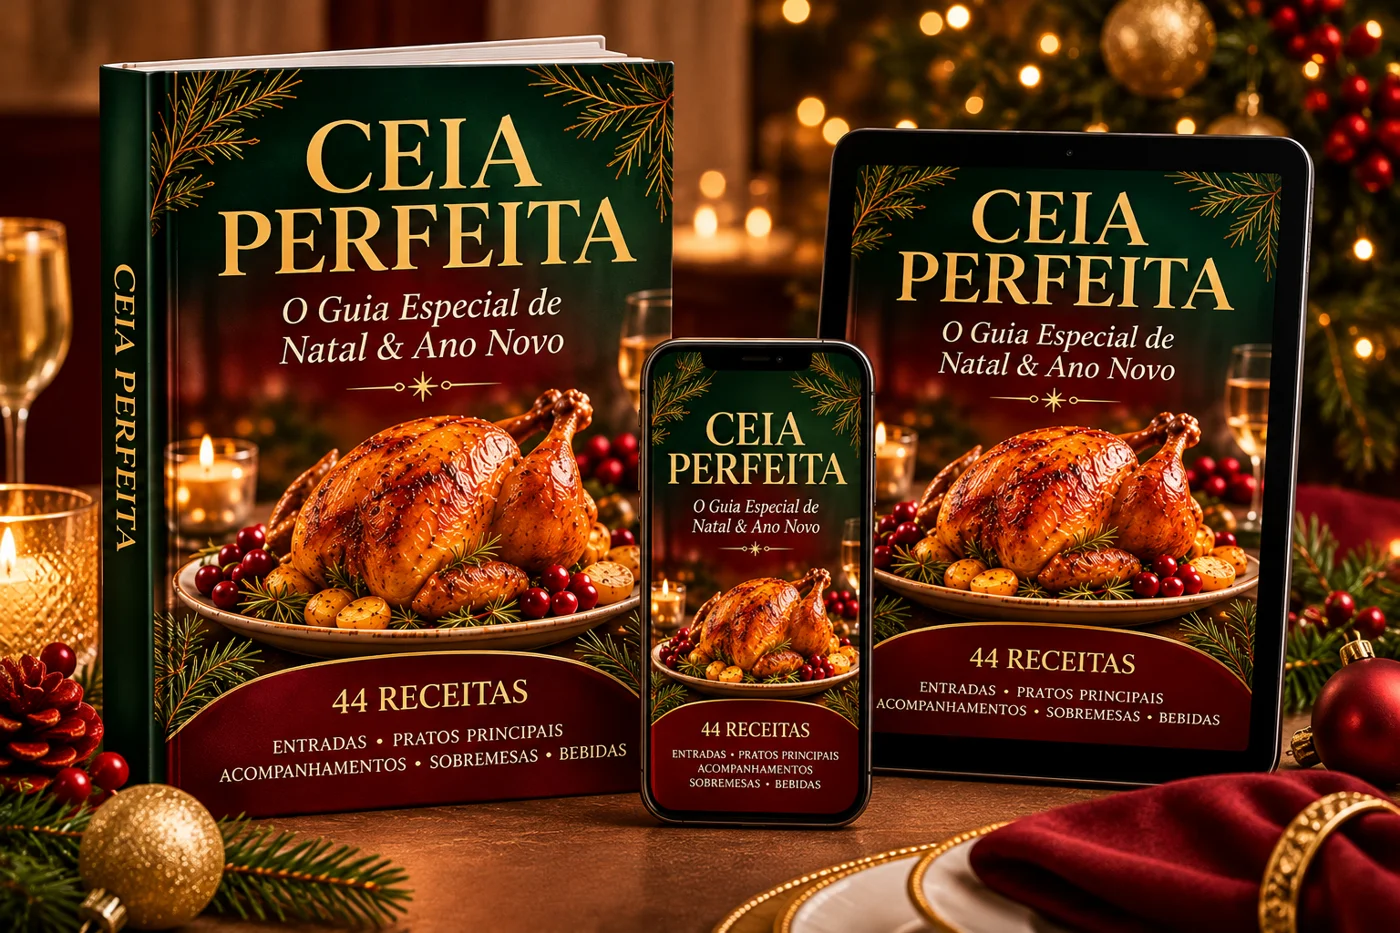 CEIA PERFEITA
CEIA
PERFEITA
O Guia Especial de
Natal & Ano Novo
44 RECEITAS
ENTRADAS • PRATOS PRINCIPAIS
ACOMPANHAMENTOS • SOBREMESAS • BEBIDAS
CEIA
PERFEITA
O Guia Especial de
Natal & Ano Novo
44 RECEITAS
ENTRADAS • PRATOS PRINCIPAIS
ACOMPANHAMENTOS
SOBREMESAS • BEBIDAS
CEIA
PERFEITA
O Guia Especial de
Natal & Ano Novo
44 RECEITAS
ENTRADAS • PRATOS PRINCIPAIS
ACOMPANHAMENTOS • SOBREMESAS • BEBIDAS